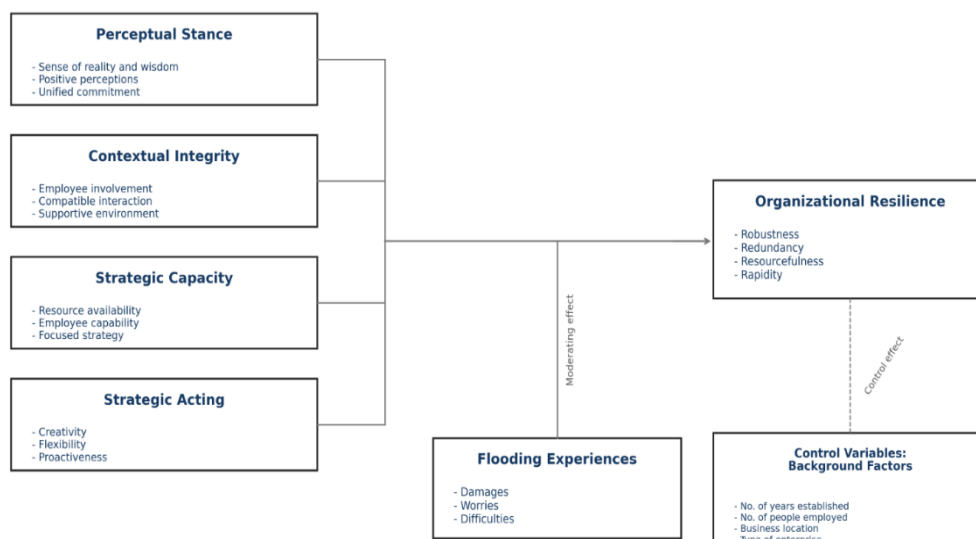 Perceptual Stance
- Sense of reality and wisdom
- Positive perceptions
- Unified commitment
Contextual Integrity
- Employee involvement
- Compatible interaction
- Supportive environment
Strategic Capacity
- Resource availability
- Employee capability
- Focused strategy
Strategic Acting
- Creativity
- Flexibility
- Proactiveness
Moderating effect
Flooding Experiences
- Damages
- Worries
- Difficulties
Organizational Resilience
- Robustness
- Redundancy
- Resourcefulness
- Rapidity
Control effect
Control Variables:
Background Factors
- No. of years established
- No. of people employed
- Business location
- Type of enterprise